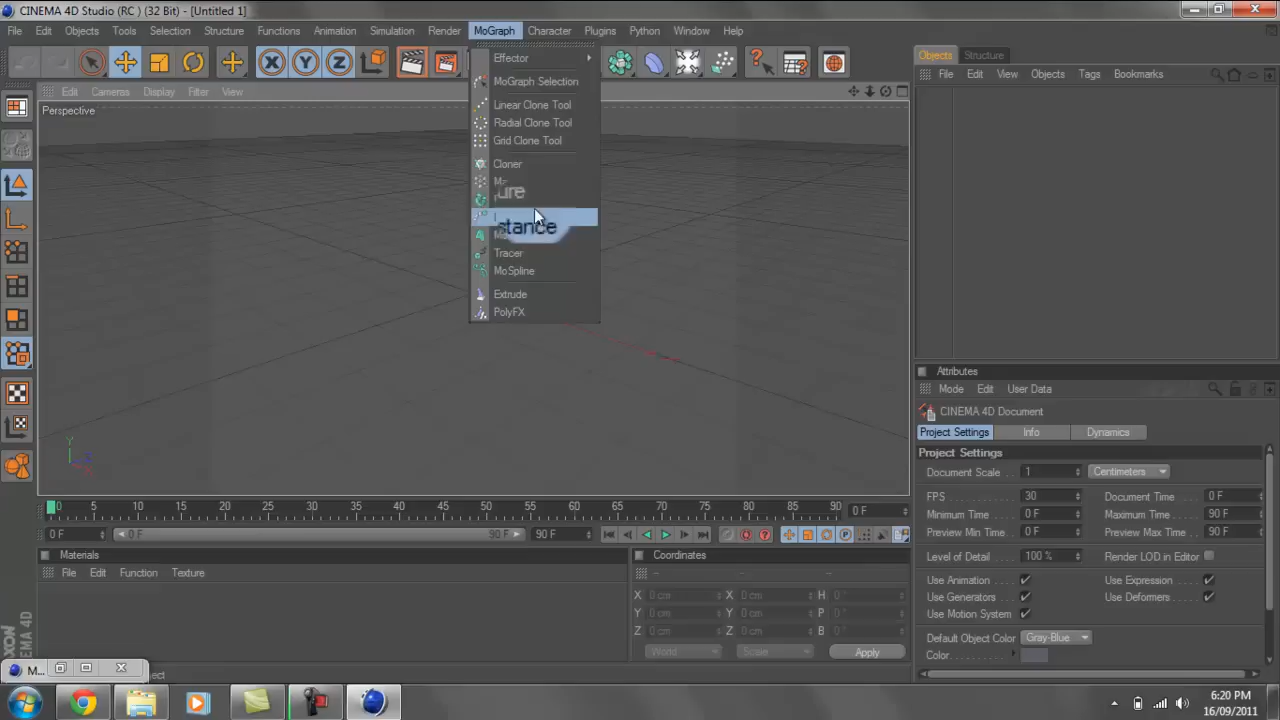 CINEMA 4D Studio (RC ) (32 Bit) - [Untitled 1]
File Edit Objects Tools Selection Structure Functions Animation Simulation Render MoGraph Character Plugins Python Window Help
Edit Cameras Display Filter View
Perspective
Effector
MoGraph Selection
Linear Clone Tool
Radial Clone Tool
Grid Clone Tool
Cloner
ure
stance
Tracer
MoSpline
Extrude
PolyFX
Objects Structure
File Edit View Objects Tags Bookmarks
Attributes
Mode Edit User Data
CINEMA 4D Document
Project Settings Info Dynamics
Project Settings
Document Scale 1 Centimeters
FPS 30 Document Time 0 F
Minimum Time 0 F Maximum Time 90 F
Preview Min Time 0 F Preview Max Time 90 F
Level of Detail 100 % Render LOD in Editor
Use Animation Use Expression
Use Generators Use Deformers
Use Motion System
Default Object Color Gray-Blue
Color
Y
0 5 10 15 20 25 30 35 40 45 50 55 60 65 70 75 80 85 90 0 F
0 F 0 F 90 F 90 F
Materials
File Edit Function Texture
Coordinates
X 0 cm X 0 cm H 0 °
Y 0 cm Y 0 cm P 0 °
Z 0 cm Z 0 cm B 0 °
World Scale Apply
CINEMA 4D
M...
6:20 PM
16/09/2011